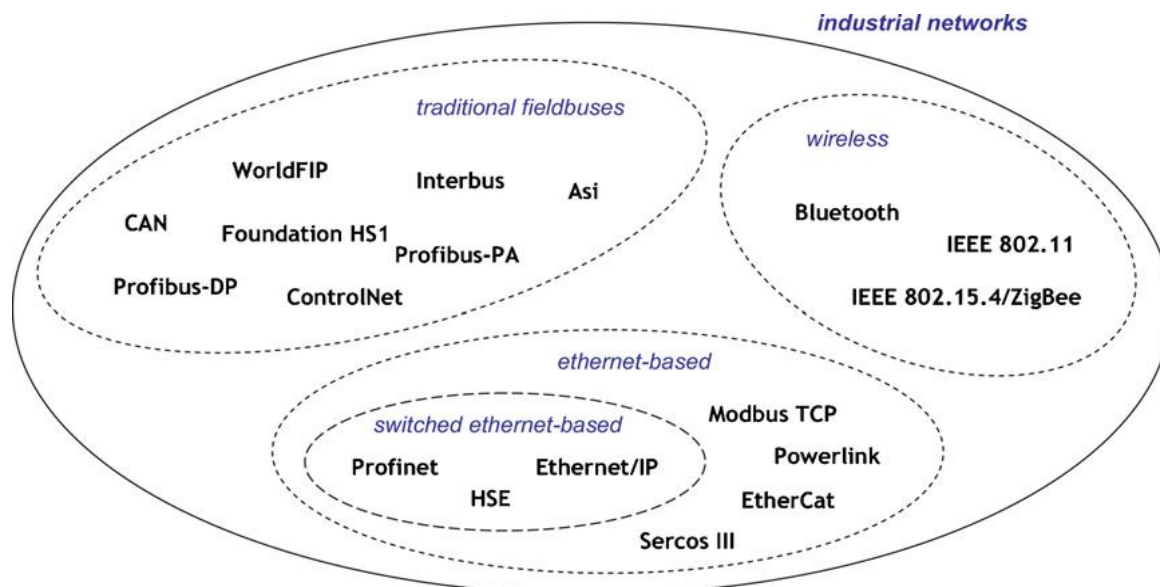 industrial networks
traditional fieldbuses
WorldFIP
Interbus
Asi
CAN
Foundation HS1
Profibus-PA
Profibus-DP
ControlNet
wireless
Bluetooth
IEEE 802.11
IEEE 802.15.4/ZigBee
ethernet-based
switched ethernet-based
Profinet
Ethernet/IP
HSE
Modbus TCP
Powerlink
EtherCat
Sercos III